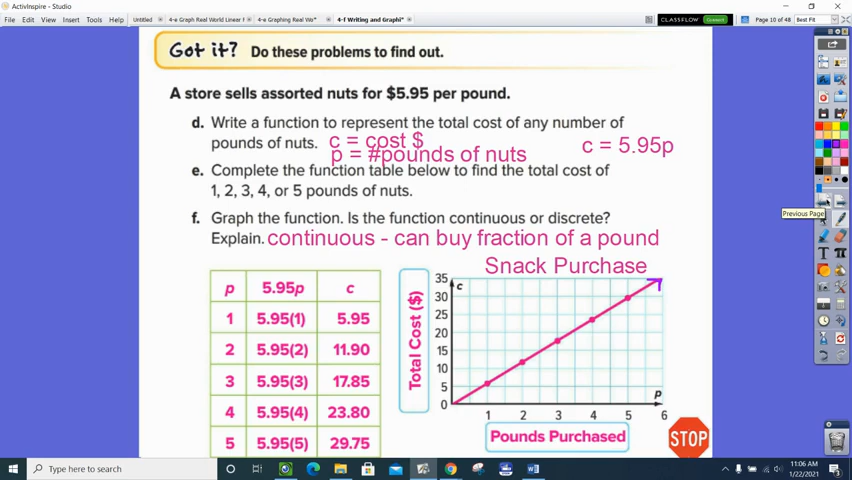 ActivInspire - Studio
File Edit View Insert Tools Help
Untitled
4-e Graphing Real Wo*
4-f Writing and Graphi*
CLASSFLOW Connect
Page 10 of 48
Best Fit
Got it? Do these problems to find out.
A store sells assorted nuts for $5.95 per pound.
d. Write a function to represent the total cost of any number of
pounds of nuts. c = cost $
p = #pounds of nuts
c = 5.95p
e. Complete the function table below to find the total cost of
1, 2, 3, 4, or 5 pounds of nuts.
Previous Page
f. Graph the function. Is the function continuous or discrete?
Explain. continuous - can buy fraction of a pound
Snack Purchase
p 5.95p c
1 5.95(1) 5.95
2 5.95(2) 11.90
3 5.95(3) 17.85
4 5.95(4) 23.80
5 5.95(5) 29.75
Total Cost ($)
35
30
25
20
15
10
5
0
c
p
1 2 3 4 5 6
Pounds Purchased
STOP
Type here to search
11:06 AM
1/22/2021